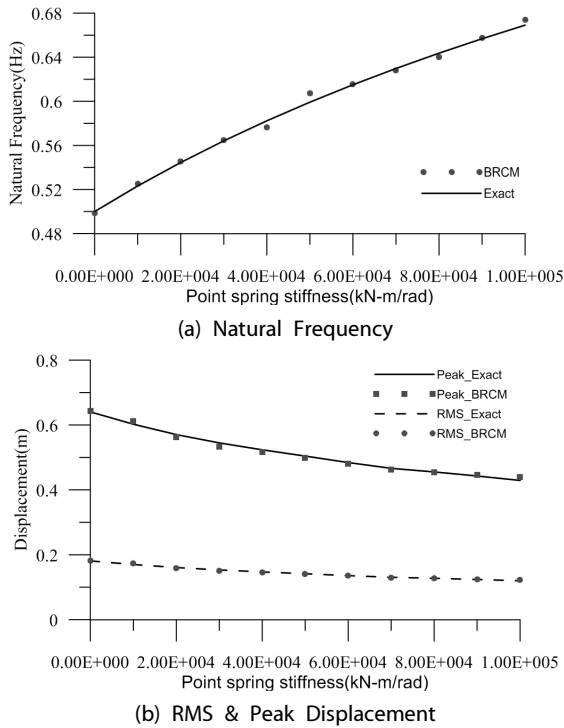 0.68
0.64
0.6
0.56
0.52
0.48
Natural Frequency(Hz)
BRCM
Exact
0.00E+000 2.00E+004 4.00E+004 6.00E+004 8.00E+004 1.00E+005
Point spring stiffness(kN-m/rad)
(a) Natural Frequency
0.8
0.6
0.4
0.2
0
Displacement(m)
Peak_Exact
Peak_BRCM
RMS_Exact
RMS_BRCM
0.00E+000 2.00E+004 4.00E+004 6.00E+004 8.00E+004 1.00E+005
Point spring stiffness(kN-m/rad)
(b) RMS & Peak Displacement